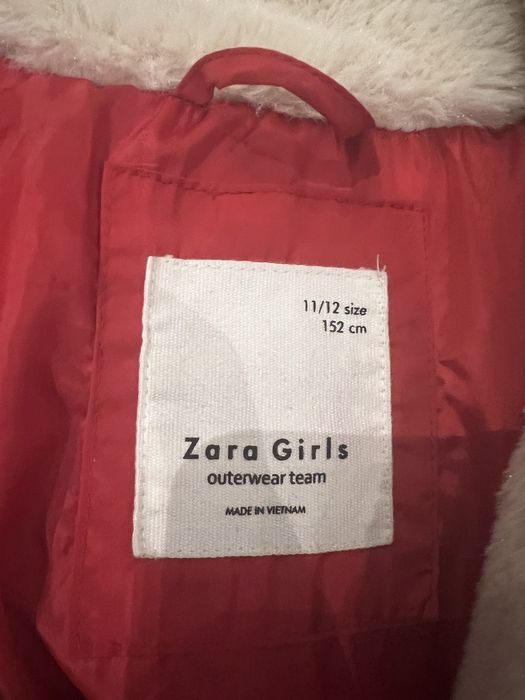 11/12 size
152 cm
Zara Girls
outerwear team
MADE IN VIETNAM